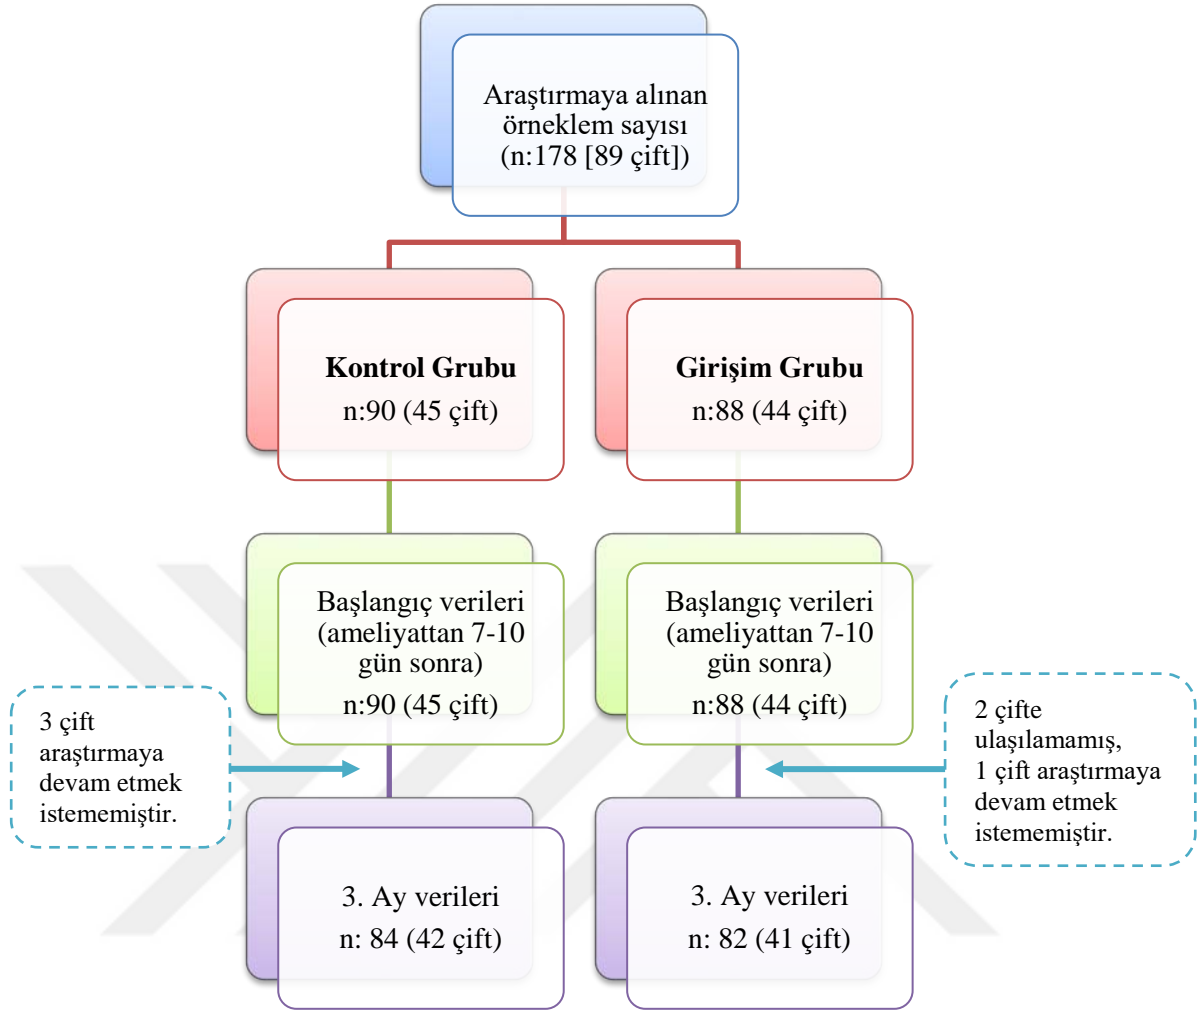 Araştırmaya alınan
örneklem sayısı
(n:178 [89 çift])
Kontrol Grubu
n:90 (45 çift)
Girişim Grubu
n:88 (44 çift)
Başlangıç verileri
(ameliyattan 7-10
gün sonra)
n:90 (45 çift)
Başlangıç verileri
(ameliyattan 7-10
gün sonra)
n:88 (44 çift)
3 çift
araştırmaya
devam etmek
istememiştir.
2 çifte
ulaşılamamış,
1 çift araştırmaya
devam etmek
istememiştir.
3. Ay verileri
n: 84 (42 çift)
3. Ay verileri
n: 82 (41 çift)